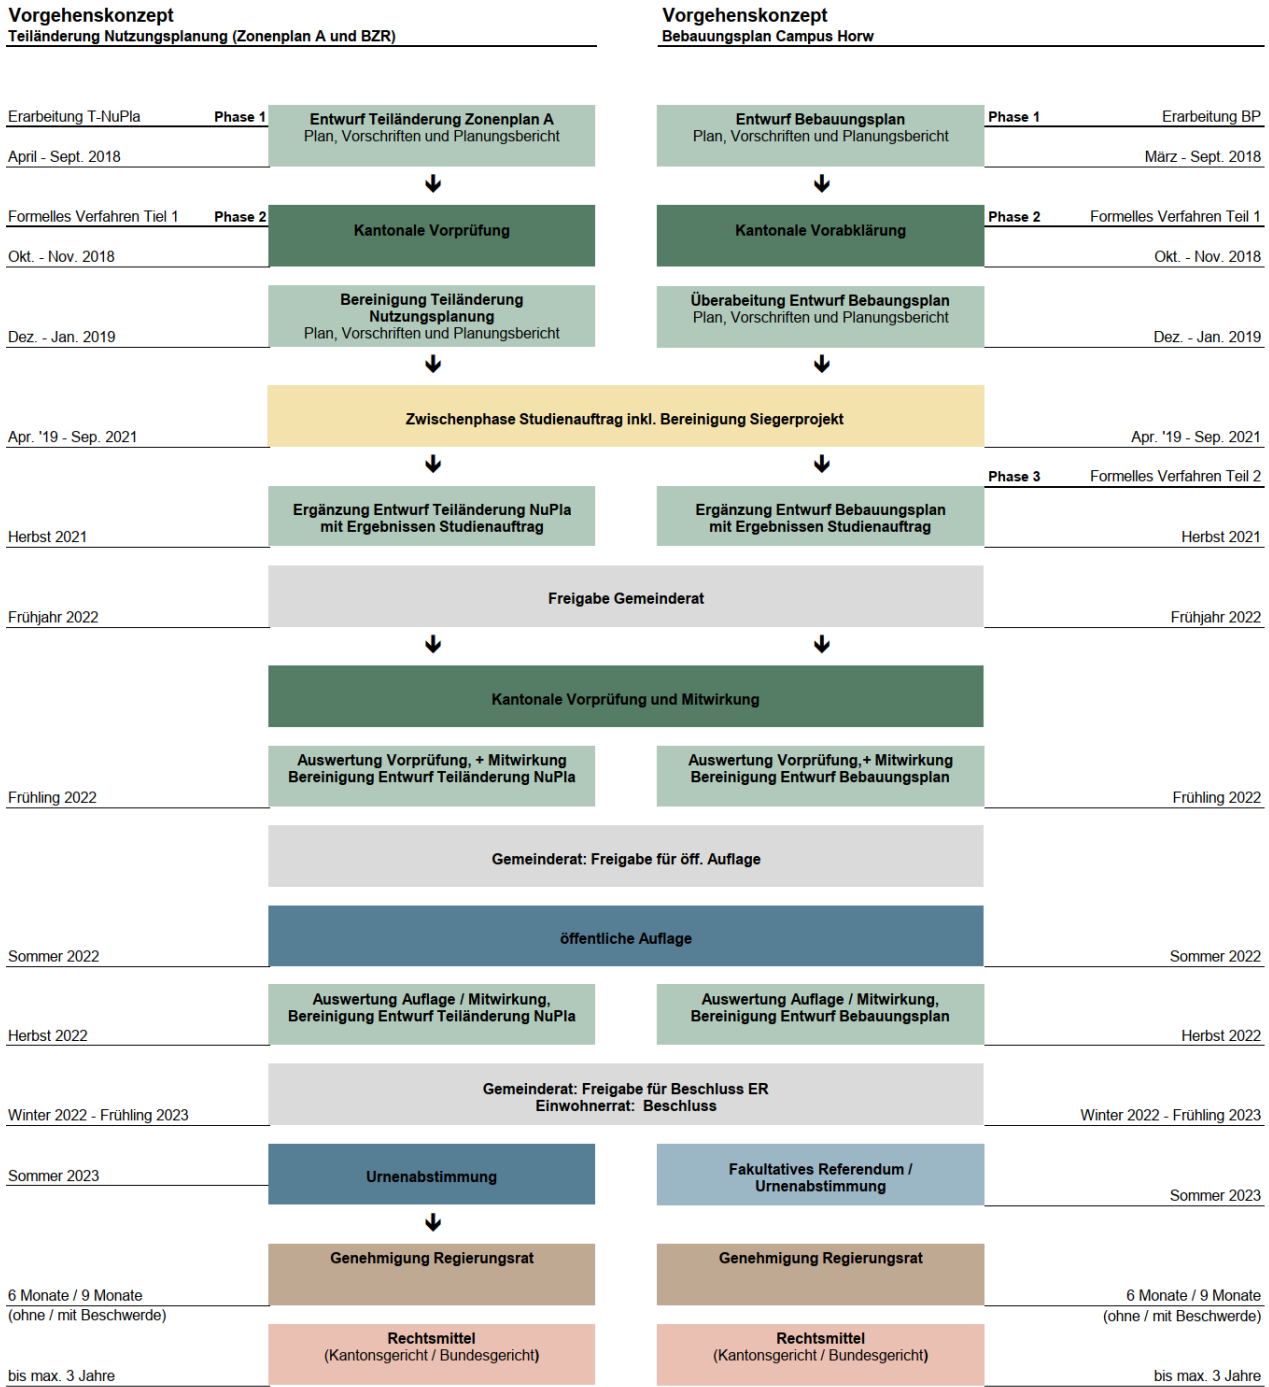 Vorgehenskonzept
Teiländerung Nutzungsplanung (Zonenplan A und BZR)
Vorgehenskonzept
Bebauungsplan Campus Horw
Erarbeitung T-NuPla
Phase 1
Entwurf Teiländerung Zonenplan A
Plan, Vorschriften und Planungsbericht
Entwurf Bebauungsplan
Plan, Vorschriften und Planungsbericht
Phase 1
Erarbeitung BP
April - Sept. 2018
März - Sept. 2018
Formelles Verfahren Tiel 1
Phase 2
Kantonale Vorprüfung
Kantonale Vorabklärung
Phase 2
Formelles Verfahren Teil 1
Okt. - Nov. 2018
Okt. - Nov. 2018
Bereinigung Teiländerung
Nutzungsplanung
Plan, Vorschriften und Planungsbericht
Überabeitung Entwurf Bebaungsplan
Plan, Vorschriften und Planungsbericht
Dez. - Jan. 2019
Dez. - Jan. 2019
Zwischenphase Studienauftrag inkl. Bereinigung Siegerprojekt
Apr. '19 - Sep. 2021
Apr. '19 - Sep. 2021
Phase 3
Formelles Verfahren Teil 2
Ergänzung Entwurf Teiländerung NuPla
mit Ergebnissen Studienauftrag
Ergänzung Entwurf Bebauungsplan
mit Ergebnissen Studienauftrag
Herbst 2021
Herbst 2021
Freigabe Gemeinderat
Frühjahr 2022
Frühjahr 2022
Kantonale Vorprüfung und Mitwirkung
Auswertung Vorprüfung, + Mitwirkung
Bereinigung Entwurf Teiländerung NuPla
Auswertung Vorprüfung,+ Mitwirkung
Bereinigung Entwurf Bebauungsplan
Frühling 2022
Frühling 2022
Gemeinderat: Freigabe für öff. Auflage
öffentliche Auflage
Sommer 2022
Sommer 2022
Auswertung Auflage / Mitwirkung,
Bereinigung Entwurf Teiländerung NuPla
Auswertung Auflage / Mitwirkung,
Bereinigung Entwurf Bebauungsplan
Herbst 2022
Herbst 2022
Gemeinderat: Freigabe für Beschluss ER
Einwohnerrat:  Beschluss
Winter 2022 - Frühling 2023
Winter 2022 - Frühling 2023
Sommer 2023
Urnenabstimmung
Fakultatives Referendum /
Urnenabstimmung
Sommer 2023
Genehmigung Regierungsrat
Genehmigung Regierungsrat
6 Monate / 9 Monate
(ohne / mit Beschwerde)
6 Monate / 9 Monate
(ohne / mit Beschwerde)
Rechtsmittel
(Kantonsgericht / Bundesgericht)
Rechtsmittel
(Kantonsgericht / Bundesgericht)
bis max. 3 Jahre
bis max. 3 Jahre